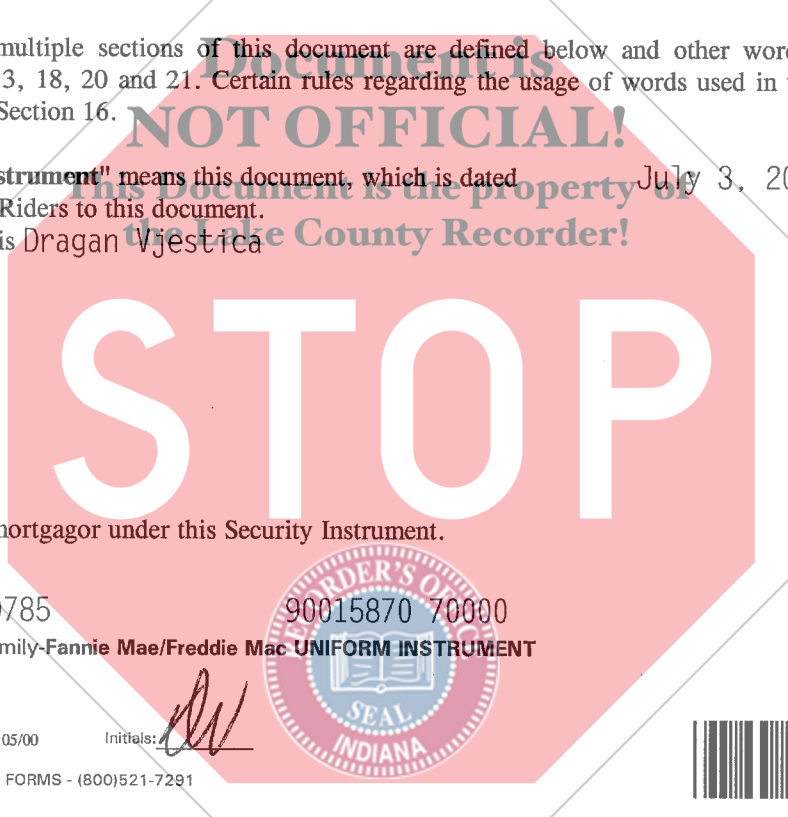 multiple sections of this document are defined below and other wor
Document is
3, 18, 20 and 21. Certain rules regarding the usage of words used in
Section 16.
NOT OFFICIAL!
strument" means this document, which is dated July 3, 20
This Document is the property of
Riders to this document.
is Dragan Vjestica
the Lake County Recorder!
STOP
mortgagor under this Security Instrument.
RECORDER'S OFFICE
9785 90015870 70000
mily-Fannie Mae/Freddie Mac UNIFORM INSTRUMENT
SEAL
INDIANA
05/00 Initials:
FORMS - (800)521-7291